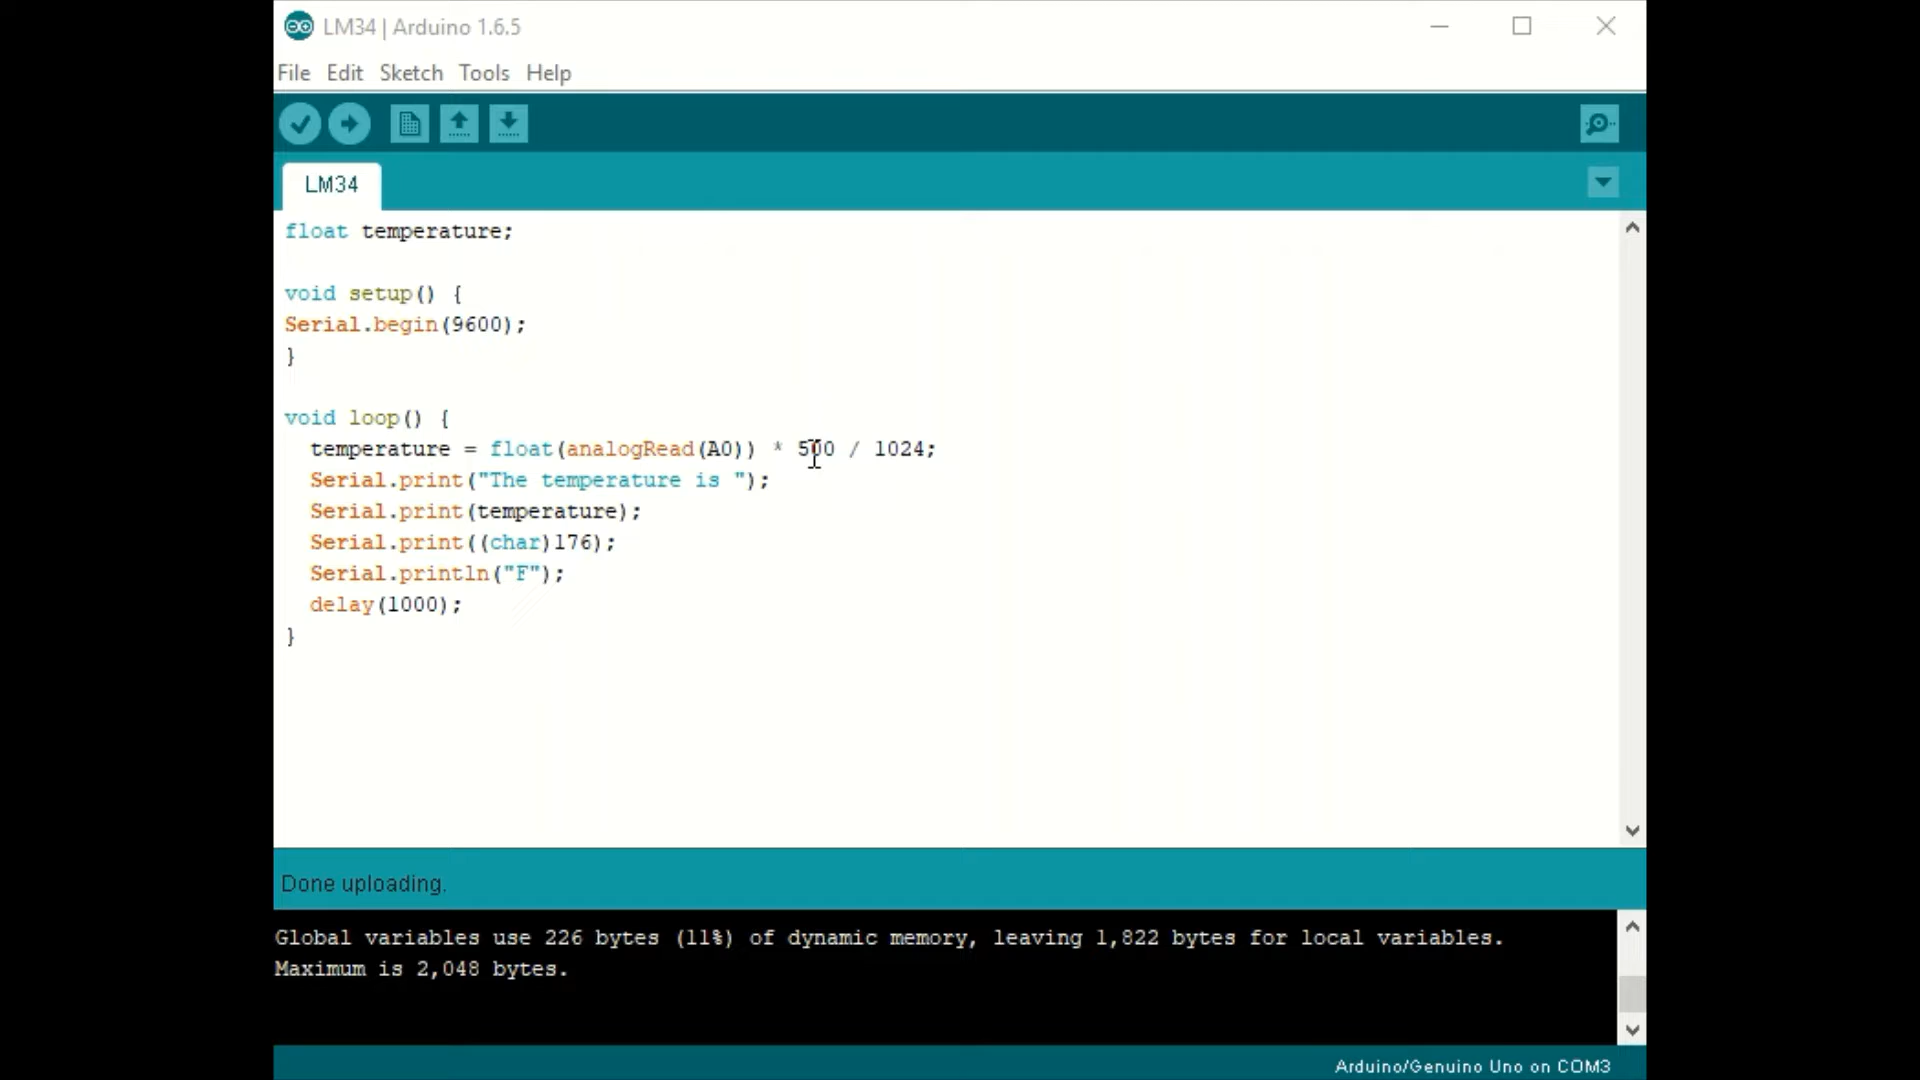 LM34 | Arduino 1.6.5
File Edit Sketch Tools Help
LM34
float temperature;
void setup() {
Serial.begin(9600);
}
void loop() {
temperature = float(analogRead(A0)) * 500 / 1024;
Serial.print("The temperature is ");
Serial.print(temperature);
Serial.print((char)176);
Serial.println("F");
delay(1000);
}
Done uploading.
Global variables use 226 bytes (11%) of dynamic memory, leaving 1,822 bytes for local variables.
Maximum is 2,048 bytes.
Arduino/Genuino Uno on COM3